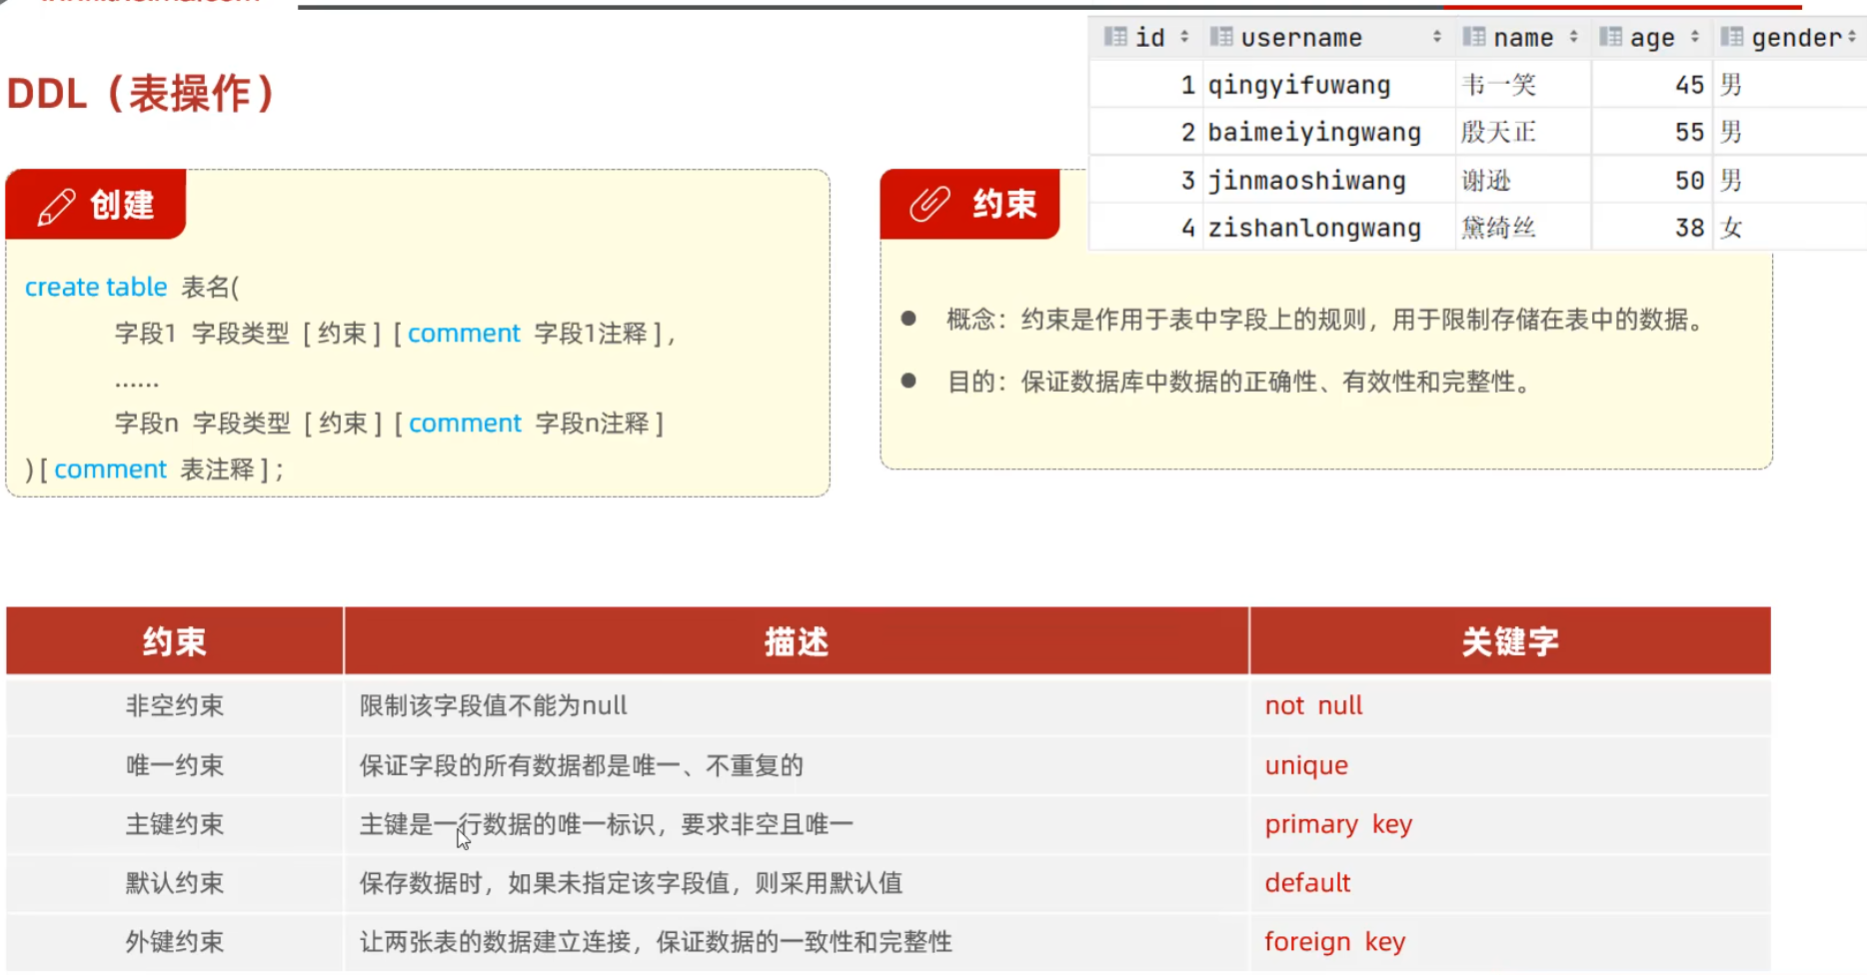 DDL（表操作）
id username name age gender
1 qingyifuwang 韦一笑 45 男
2 baimeiyingwang 殷天正 55 男
3 jinmaoshiwang 谢逊 50 男
4 zishanlongwang 黛绮丝 38 女
创建
create table 表名(
字段1 字段类型 [ 约束 ] [ comment 字段1注释 ] ,
......
字段n 字段类型 [ 约束 ] [ comment 字段n注释 ]
) [ comment 表注释 ] ;
约束
概念：约束是作用于表中字段上的规则，用于限制存储在表中的数据。
目的：保证数据库中数据的正确性、有效性和完整性。
约束 描述 关键字
非空约束 限制该字段值不能为null not null
唯一约束 保证字段的所有数据都是唯一、不重复的 unique
主键约束 主键是一行数据的唯一标识，要求非空且唯一 primary key
默认约束 保存数据时，如果未指定该字段值，则采用默认值 default
外键约束 让两张表的数据建立连接，保证数据的一致性和完整性 foreign key